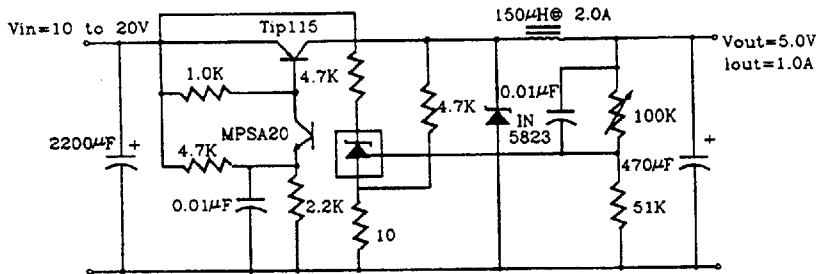 Vin=10 to 20V
Tip115
150μH@ 2.0A
Vout=5.0V
Iout=1.0A
1.0K
4.7K
4.7K
0.01μF
100K
MPSA20
IN
5823
2200μF
+
4.7K
0.01μF
2.2K
10
470μF
+
51K